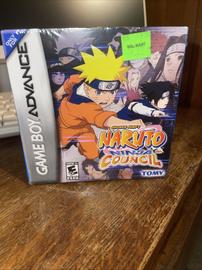 GAME BOY ADVANCE
WAL-MART
NARUTO
NINJA
COUNCIL
E
TOMY